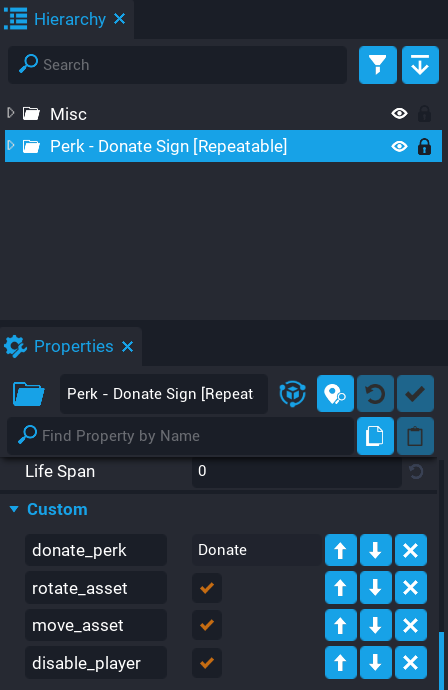 Hierarchy
Search
Misc
Perk - Donate Sign [Repeatable]
Properties
Perk - Donate Sign [Repeat
Find Property by Name
Life Span 0
Custom
donate_perk Donate
rotate_asset
move_asset
disable_player